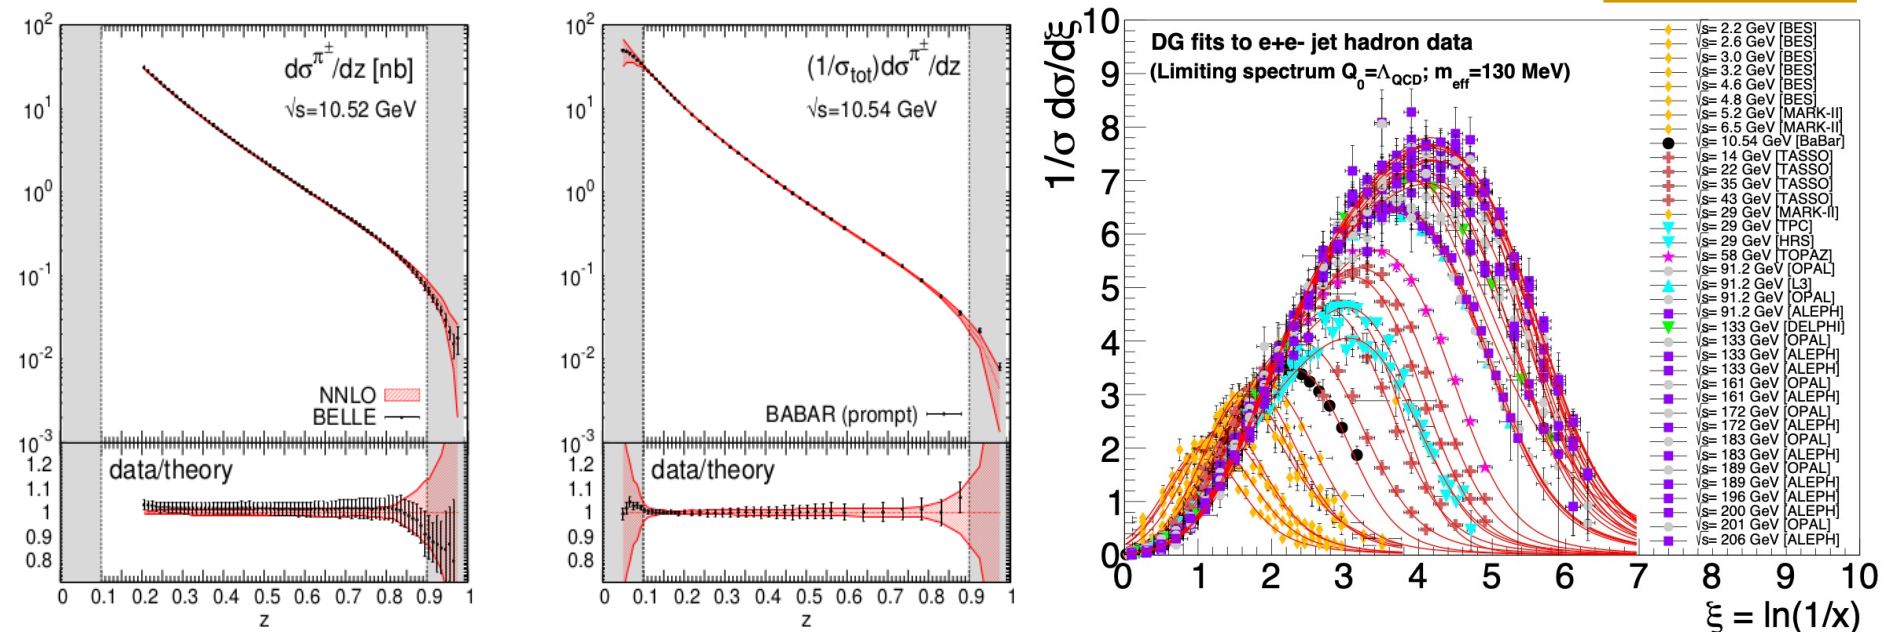 10²
10¹
10⁰
10⁻¹
10⁻²
10⁻³
dσ^π± /dz [nb]
√s=10.52 GeV
NNLO
BELLE
1.2
1.1
1
0.9
0.8
data/theory
0 0.1 0.2 0.3 0.4 0.5 0.6 0.7 0.8 0.9 1
z
10²
10¹
10⁰
10⁻¹
10⁻²
10⁻³
(1/σ_tot)dσ^π± /dz
√s=10.54 GeV
BABAR (prompt)
1.2
1.1
1
0.9
0.8
data/theory
0 0.1 0.2 0.3 0.4 0.5 0.6 0.7 0.8 0.9 1
z
1/σ dσ/dξ
10
9
8
7
6
5
4
3
2
1
0
DG fits to e+e- jet hadron data
(Limiting spectrum Q₀=Λ_QCD; m_eff=130 MeV)
√s= 2.2 GeV [BES]
√s= 2.6 GeV [BES]
√s= 3.0 GeV [BES]
√s= 3.2 GeV [BES]
√s= 4.6 GeV [BES]
√s= 4.8 GeV [BES]
√s= 5.2 GeV [MARK-II]
√s= 6.5 GeV [MARK-II]
√s= 10.54 GeV [BaBar]
√s= 14 GeV [TASSO]
√s= 22 GeV [TASSO]
√s= 35 GeV [TASSO]
√s= 43 GeV [TASSO]
√s= 29 GeV [MARK-II]
√s= 29 GeV [TPC]
√s= 29 GeV [HRS]
√s= 58 GeV [TOPAZ]
√s= 91.2 GeV [OPAL]
√s= 91.2 GeV [L3]
√s= 91.2 GeV [OPAL]
√s= 91.2 GeV [ALEPH]
√s= 133 GeV [DELPHI]
√s= 133 GeV [OPAL]
√s= 133 GeV [ALEPH]
√s= 133 GeV [ALEPH]
√s= 161 GeV [OPAL]
√s= 161 GeV [ALEPH]
√s= 172 GeV [OPAL]
√s= 172 GeV [ALEPH]
√s= 183 GeV [OPAL]
√s= 183 GeV [ALEPH]
√s= 189 GeV [OPAL]
√s= 189 GeV [ALEPH]
√s= 196 GeV [ALEPH]
√s= 200 GeV [ALEPH]
√s= 201 GeV [OPAL]
√s= 206 GeV [ALEPH]
0 1 2 3 4 5 6 7 8 9 10
ξ = ln(1/x)